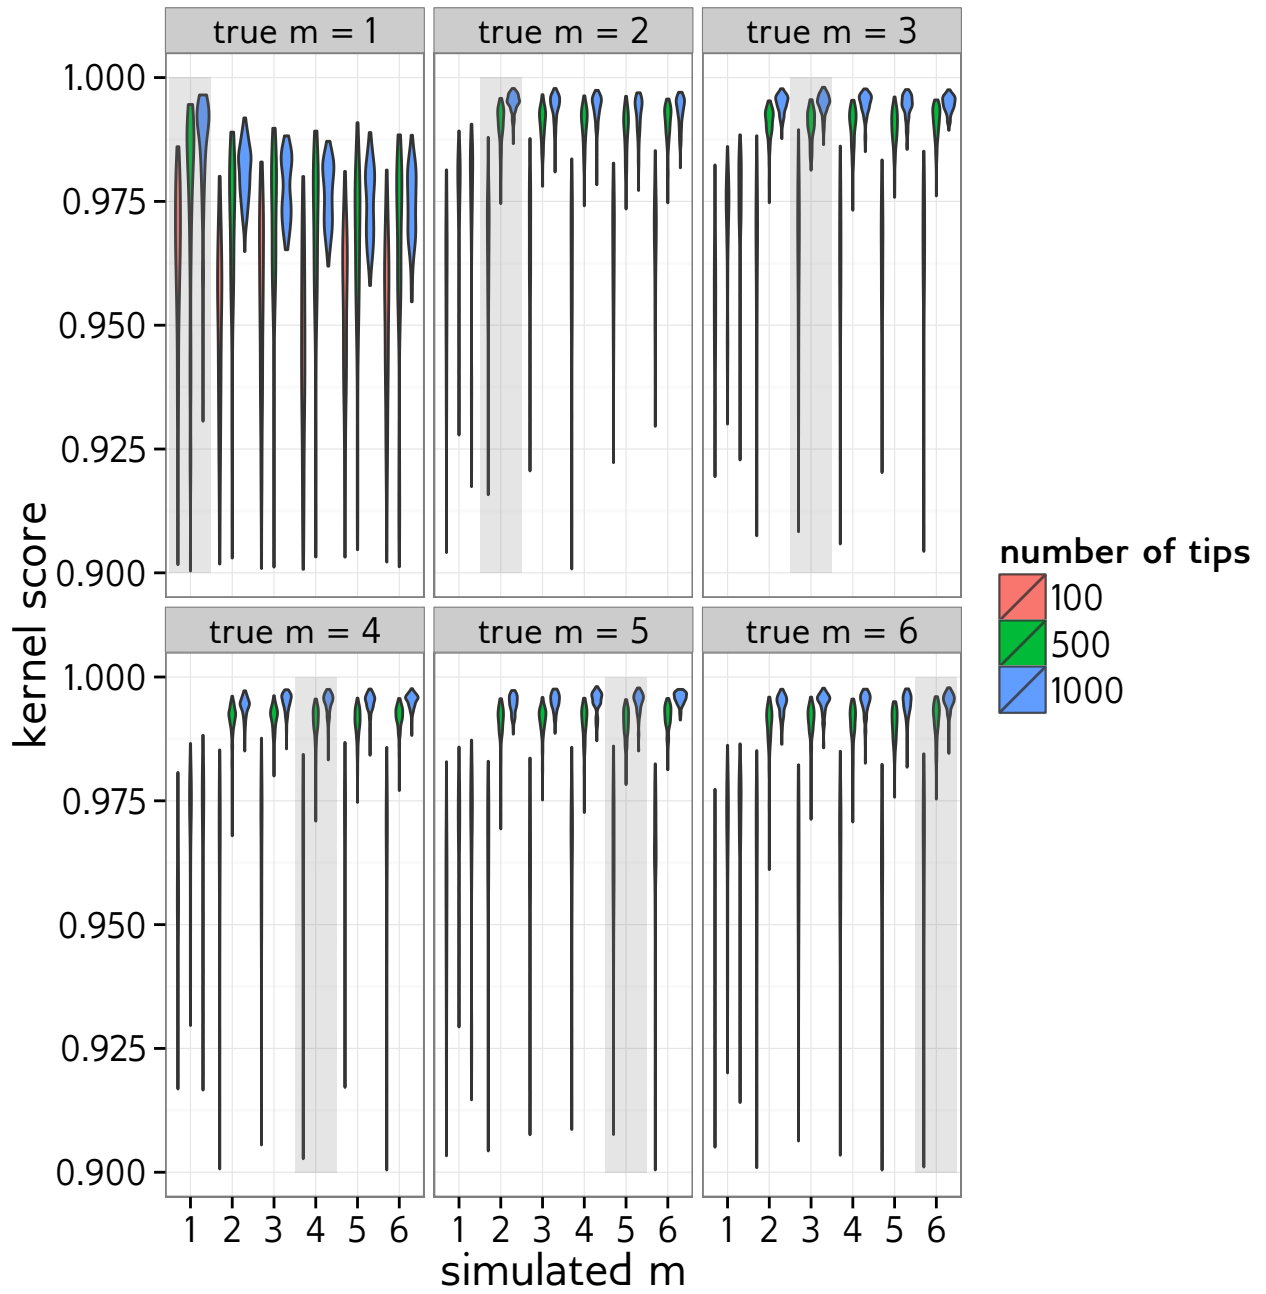 true m = 1
true m = 2
true m = 3
1.000
0.975
0.950
0.925
0.900
kernel score
true m = 4
true m = 5
true m = 6
1.000
0.975
0.950
0.925
0.900
1 2 3 4 5 6
1 2 3 4 5 6
1 2 3 4 5 6
simulated m
number of tips
100
500
1000